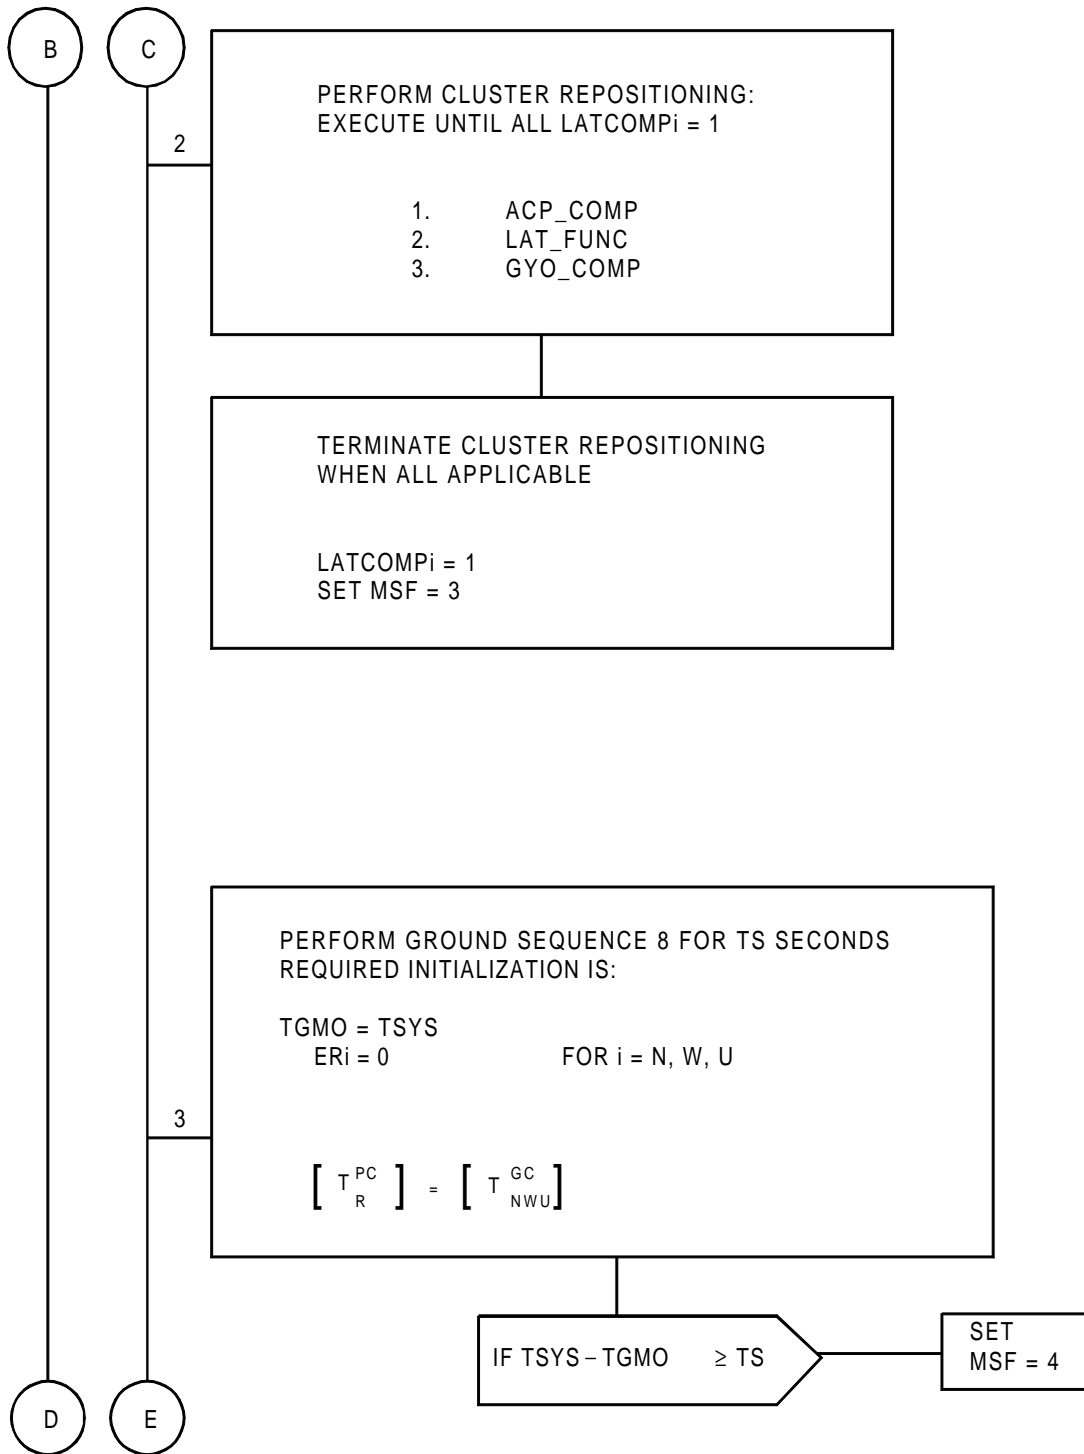 B
C
2
PERFORM CLUSTER REPOSITIONING:
EXECUTE UNTIL ALL LATCOMPi = 1
1. ACP_COMP
2. LAT_FUNC
3. GYO_COMP
TERMINATE CLUSTER REPOSITIONING
WHEN ALL APPLICABLE
LATCOMPi = 1
SET MSF = 3
PERFORM GROUND SEQUENCE 8 FOR TS SECONDS
REQUIRED INITIALIZATION IS:
TGMO = TSYS
ERi = 0 FOR i = N, W, U
3
[ T PC R ] = [ T GC NWU ]
IF TSYS – TGMO ≥ TS
SET
MSF = 4
D
E